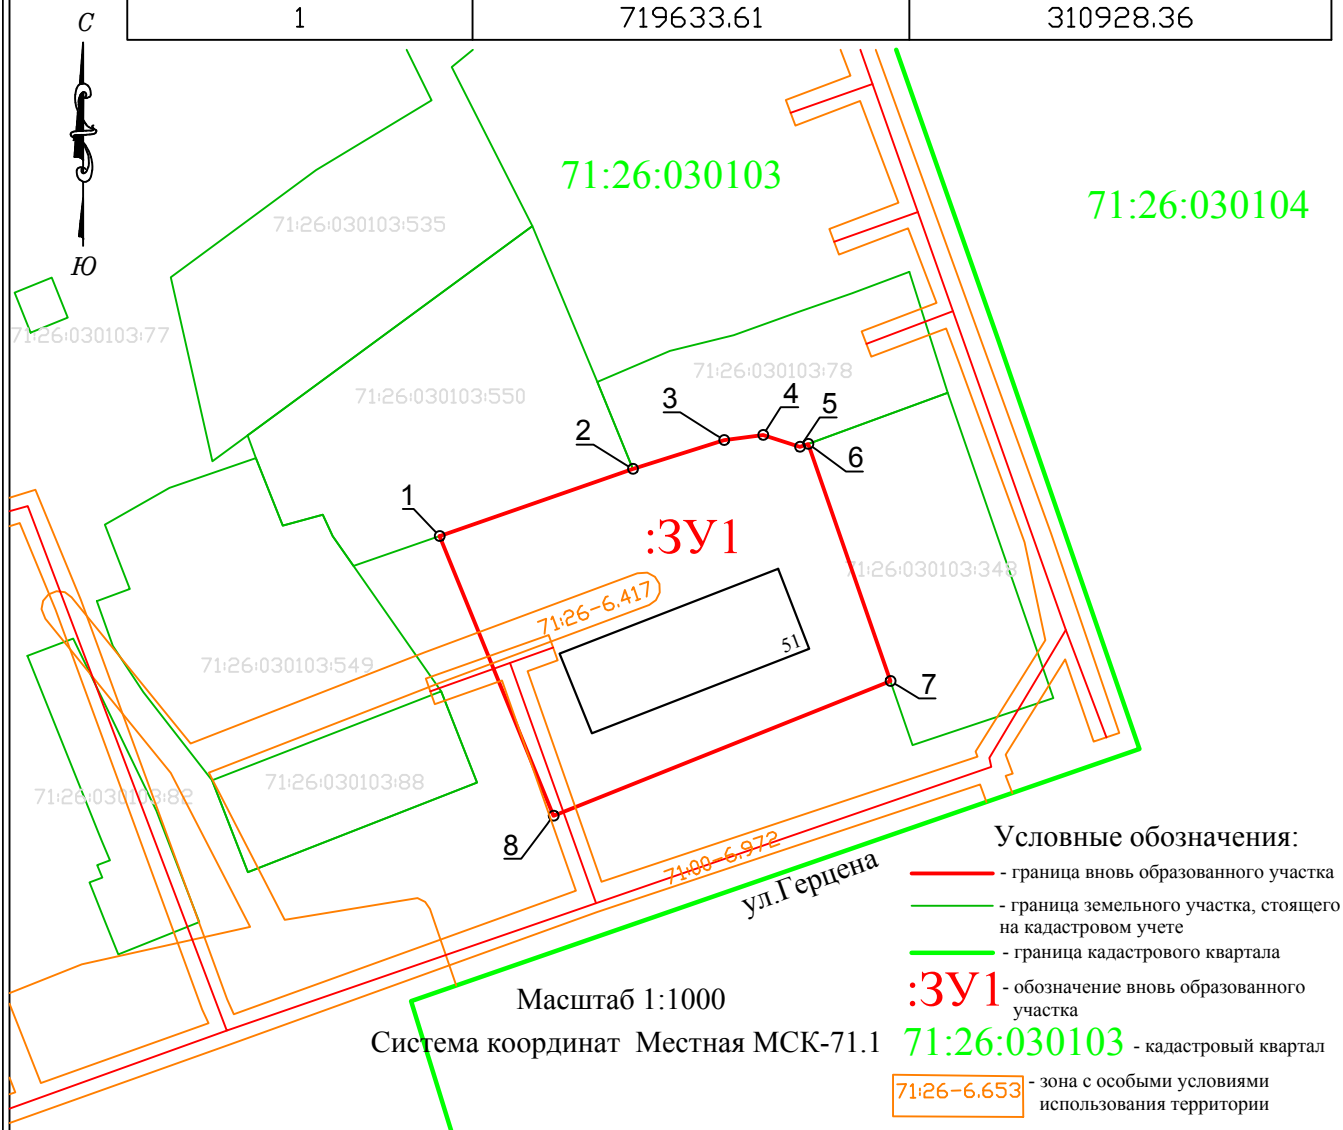 1 719633.61 310928.36
С
Ю
71:26:030103
71:26:030104
71:26:030103:535
71:26:030103:77
71:26:030103:550
71:26:030103:78
1
2
3
4
5
6
7
8
:ЗУ1
71:26:030103:348
71:26-6.417
51
71:26:030103:549
71:26:030103:88
71:26:030103:82
71:00-6.972
ул.Герцена
Условные обозначения:
- граница вновь образованного участка
- граница земельного участка, стоящего
на кадастровом учете
- граница кадастрового квартала
:ЗУ1 - обозначение вновь образованного
участка
71:26:030103 - кадастровый квартал
71:26-6.653 - зона с особыми условиями
использования территории
Масштаб 1:1000
Система координат Местная МСК-71.1